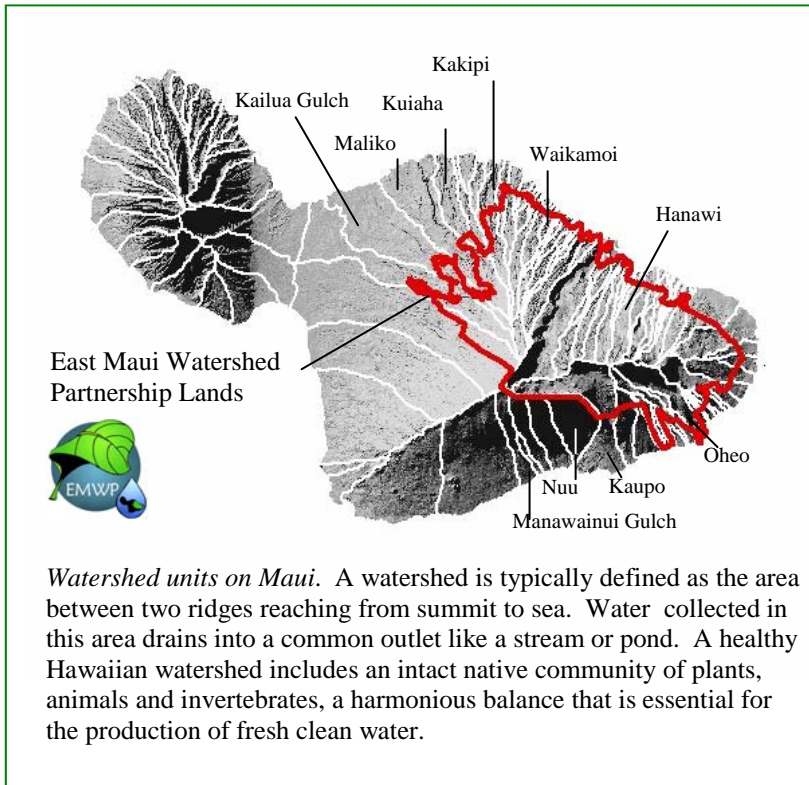 Kakipi
Kailua Gulch
Kuiaha
Maliko
Waikamoi
Hanawi
East Maui Watershed
Partnership Lands
EMWP
Oheo
Nuu
Kaupo
Manawainui Gulch
Watershed units on Maui. A watershed is typically defined as the area
between two ridges reaching from summit to sea. Water collected in
this area drains into a common outlet like a stream or pond. A healthy
Hawaiian watershed includes an intact native community of plants,
animals and invertebrates, a harmonious balance that is essential for
the production of fresh clean water.